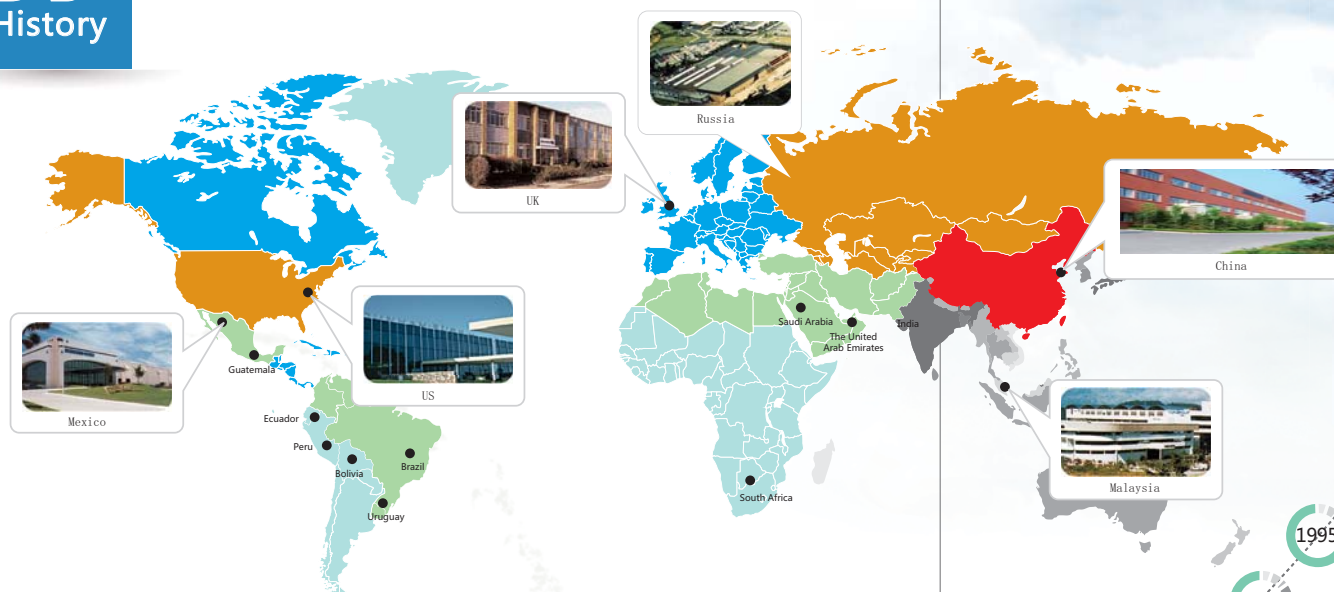 History
Russia
UK
China
Saudi Arabia
The United
Arab Emirates
India
Mexico
Guatemala
US
Ecuador
Peru
Bolivia
Brazil
Uruguay
South Africa
Malaysia
1995